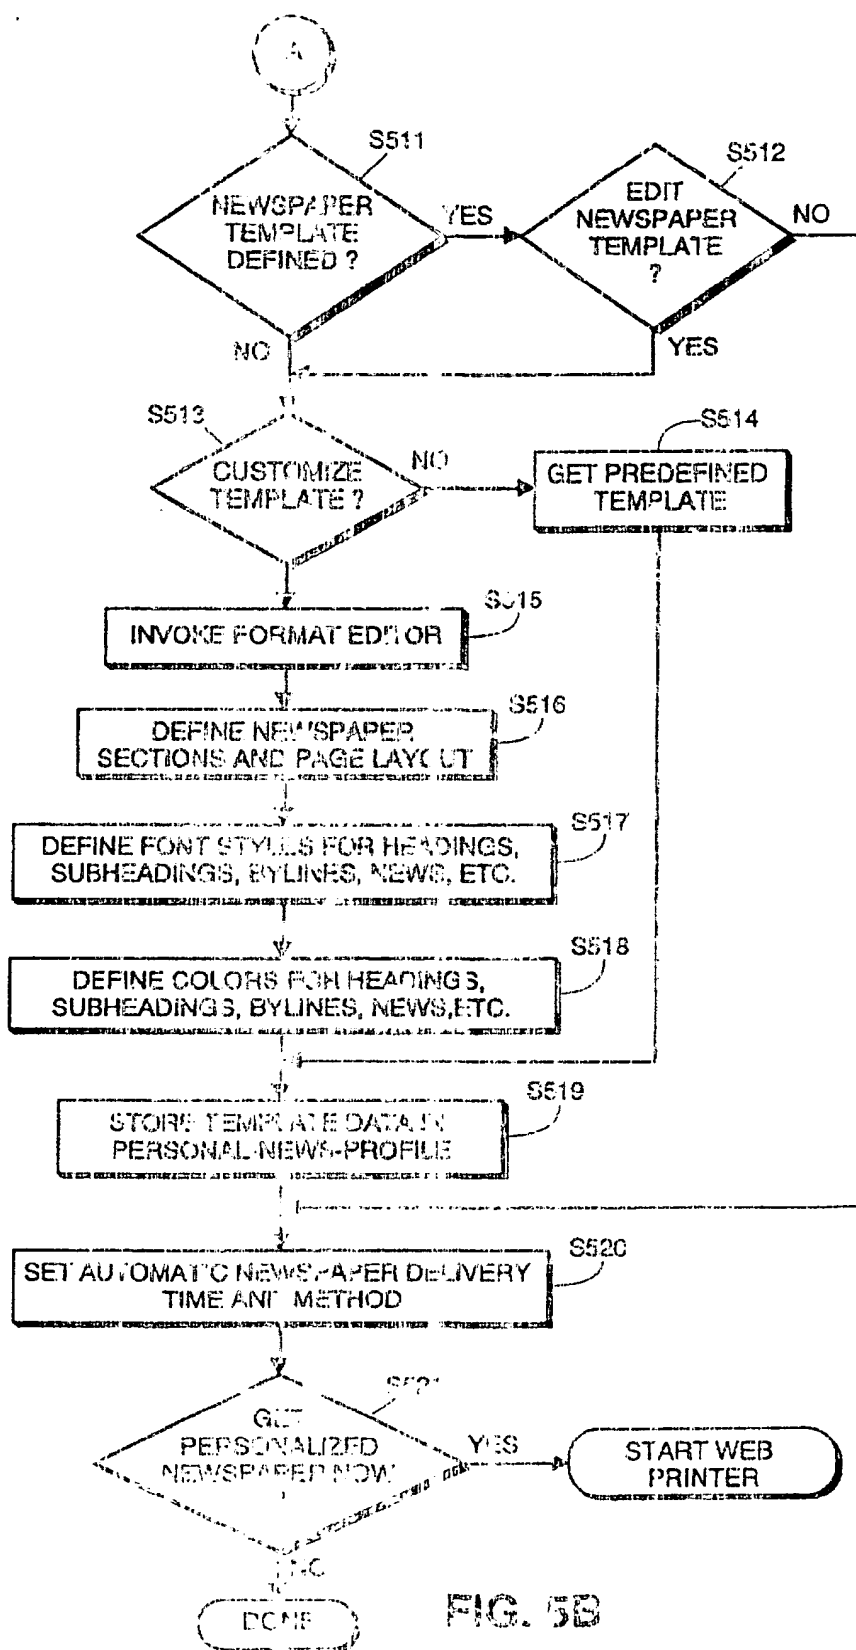 A
S511
NEWSPAPER
TEMPLATE
DEFINED ?
YES
NO
S512
EDIT
NEWSPAPER
TEMPLATE
?
NO
YES
S513
CUSTOMIZE
TEMPLATE ?
NO
S514
GET PREDEFINED
TEMPLATE
S515
INVOKE FORMAT EDITOR
S516
DEFINE NEWSPAPER
SECTIONS AND PAGE LAYOUT
S517
DEFINE FONT STYLES FOR HEADINGS,
SUBHEADINGS, BYLINES, NEWS, ETC.
S518
DEFINE COLORS FOR HEADINGS,
SUBHEADINGS, BYLINES, NEWS,ETC.
S519
STORE TEMPLATE DATA IN
PERSONAL-NEWS-PROFILE
S520
SET AUTOMATIC NEWSPAPER DELIVERY
TIME AND METHOD
S521
GET
PERSONALIZED
NEWSPAPER NOW
?
YES
START WEB
PRINTER
NO
DONE
FIG. 5B